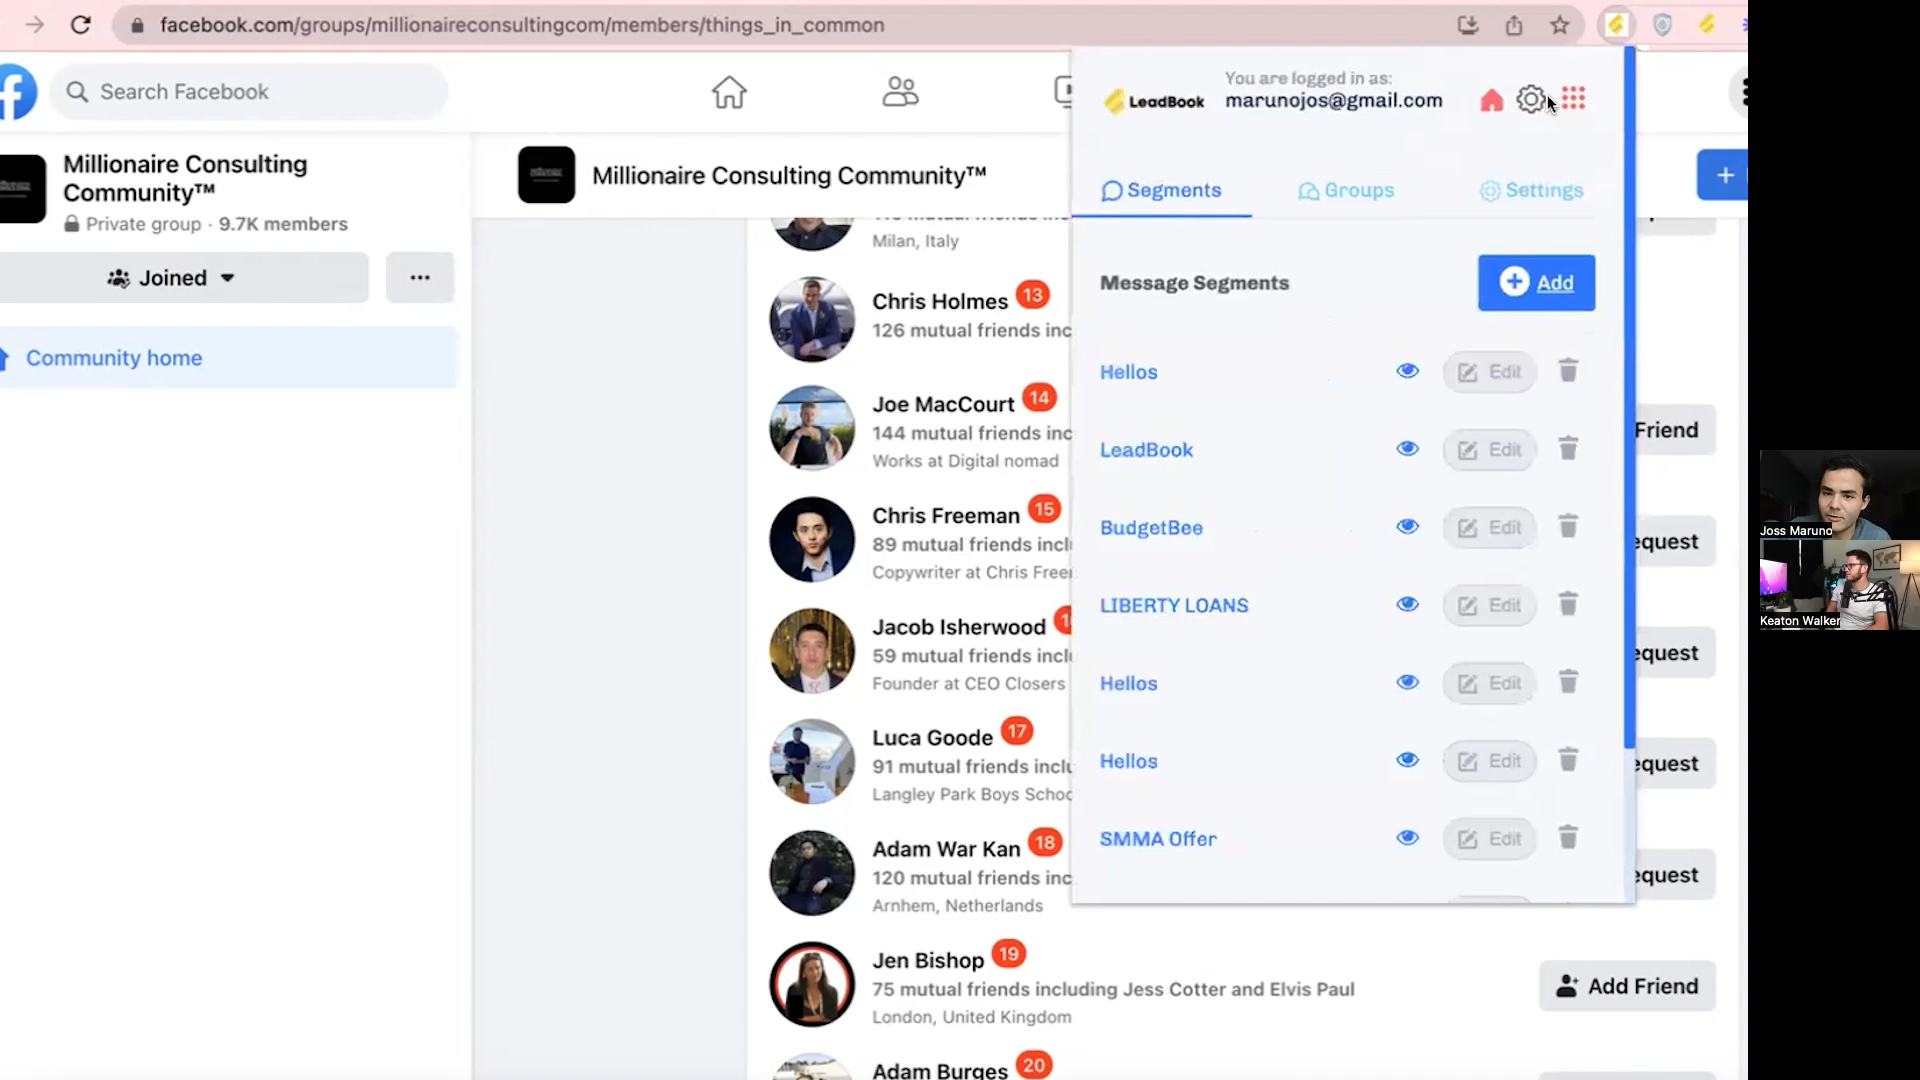 facebook.com/groups/millionaireconsultingcom/members/things_in_common
Search Facebook
Millionaire Consulting
Community™
Private group · 9.7K members
Joined
Community home
Millionaire Consulting Community™
Milan, Italy
Chris Holmes 13
126 mutual friends inc
Joe MacCourt 14
144 mutual friends inc
Works at Digital nomad
Chris Freeman 15
89 mutual friends incl
Copywriter at Chris Freer
Jacob Isherwood
59 mutual friends incl
Founder at CEO Closers
Luca Goode 17
91 mutual friends inclu
Langley Park Boys Schoo
Adam War Kan 18
120 mutual friends inc
Arnhem, Netherlands
Jen Bishop 19
75 mutual friends including Jess Cotter and Elvis Paul
London, United Kingdom
Adam Burges 20
LeadBook
You are logged in as:
marunojos@gmail.com
Segments
Groups
Settings
Message Segments
Add
Hellos Edit
LeadBook Edit
BudgetBee Edit
LIBERTY LOANS Edit
Hellos Edit
Hellos Edit
SMMA Offer Edit
Friend
equest
equest
equest
equest
Add Friend
Joss Maruno
Keaton Walker